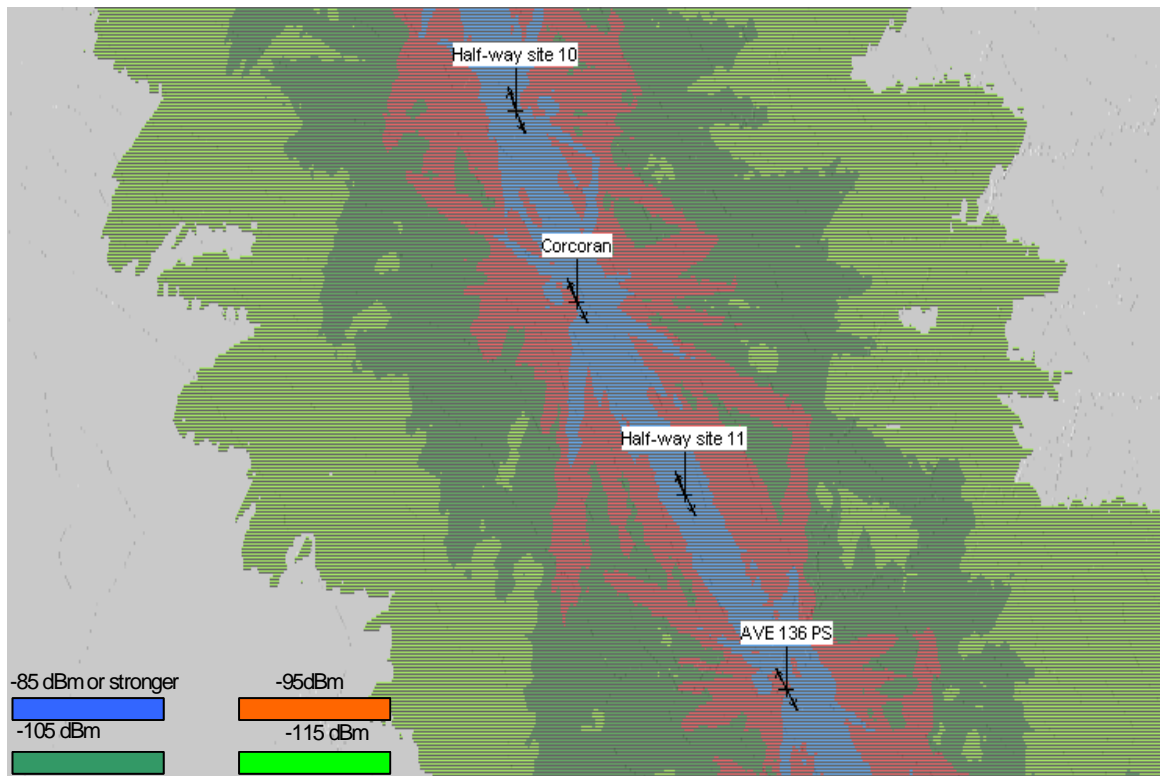 Half-way site 10
Corcoran
Half-way site 11
AVE 136 PS
-85 dBm or stronger
-95dBm
-105 dBm
-115 dBm